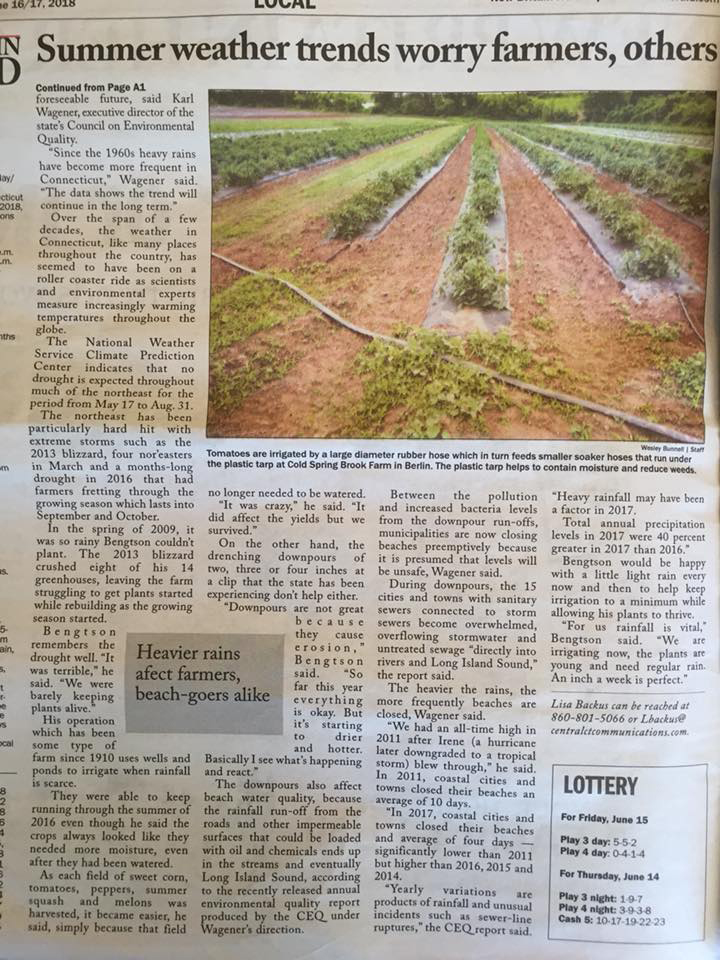 ne 16/17, 2018
LOCAL
IN
D
Summer weather trends worry farmers, others
Continued from Page A1
foreseeable future, said Karl
Wagener, executive director of the
state's Council on Environmental
Quality.
"Since the 1960s heavy rains
have become more frequent in
Connecticut," Wagener said.
"The data shows the trend will
continue in the long term."
Over the span of a few
decades, the weather in
Connecticut, like many places
throughout the country, has
seemed to have been on a
roller coaster ride as scientists
and environmental experts
measure increasingly warming
temperatures throughout the
globe.
The National Weather
Service Climate Prediction
Center indicates that no
drought is expected throughout
much of the northeast for the
period from May 17 to Aug. 31.
The northeast has been
particularly hard hit with
extreme storms such as the
2013 blizzard, four nor'easters
in March and a months-long
drought in 2016 that had
farmers fretting through the
growing season which lasts into
September and October.
In the spring of 2009, it
was so rainy Bengtson couldn't
plant. The 2013 blizzard
crushed eight of his 14
greenhouses, leaving the farm
struggling to get plants started
while rebuilding as the growing
season started.
Bengtson
remembers the
drought well. "It
was terrible," he
said. "We were
barely keeping
plants alive."
His operation
which has been
some type of
farm since 1910 uses wells and
ponds to irrigate when rainfall
is scarce.
They were able to keep
running through the summer of
2016 even though he said the
crops always looked like they
needed more moisture, even
after they had been watered.
As each field of sweet corn,
tomatoes, peppers, summer
squash and melons was
harvested, it became easier, he
said, simply because that field
Wesley Bunnell | Staff
Tomatoes are irrigated by a large diameter rubber hose which in turn feeds smaller soaker hoses that run under
the plastic tarp at Cold Spring Brook Farm in Berlin. The plastic tarp helps to contain moisture and reduce weeds.
no longer needed to be watered.
"It was crazy," he said. "It
did affect the yields but we
survived."
On the other hand, the
drenching downpours of
two, three or four inches at
a clip that the state has been
experiencing don't help either.
"Downpours are not great
because
they cause
erosion,"
Bengtson
said. "So
far this year
everything
is okay. But
it's starting
to drier
and hotter.
Basically I see what's happening
and react."
The downpours also affect
beach water quality, because
the rainfall run-off from the
roads and other impermeable
surfaces that could be loaded
with oil and chemicals ends up
in the streams and eventually
Long Island Sound, according
to the recently released annual
environmental quality report
produced by the CEQ under
Wagener's direction.
Heavier rains
afect farmers,
beach-goers alike
Between the pollution
and increased bacteria levels
from the downpour run-offs,
municipalities are now closing
beaches preemptively because
it is presumed that levels will
be unsafe, Wagener said.
During downpours, the 15
cities and towns with sanitary
sewers connected to storm
sewers become overwhelmed,
overflowing stormwater and
untreated sewage "directly into
rivers and Long Island Sound,"
the report said.
The heavier the rains, the
more frequently beaches are
closed, Wagener said.
"We had an all-time high in
2011 after Irene (a hurricane
later downgraded to a tropical
storm) blew through," he said.
In 2011, coastal cities and
towns closed their beaches an
average of 10 days.
"In 2017, coastal cities and
towns closed their beaches
and average of four days —
significantly lower than 2011
but higher than 2016, 2015 and
2014.
"Yearly variations are
products of rainfall and unusual
incidents such as sewer-line
ruptures," the CEQ report said.
"Heavy rainfall may have been
a factor in 2017.
Total annual precipitation
levels in 2017 were 40 percent
greater in 2017 than 2016."
Bengtson would be happy
with a little light rain every
now and then to help keep
irrigation to a minimum while
allowing his plants to thrive.
"For us rainfall is vital,"
Bengtson said. "We are
irrigating now, the plants are
young and need regular rain.
An inch a week is perfect."
Lisa Backus can be reached at
860-801-5066 or Lbackus@
centralctcommunications.com.
LOTTERY
For Friday, June 15
Play 3 day: 5-5-2
Play 4 day: 0-4-1-4
For Thursday, June 14
Play 3 night: 1-9-7
Play 4 night: 3-9-3-8
Cash 5: 10-17-19-22-23